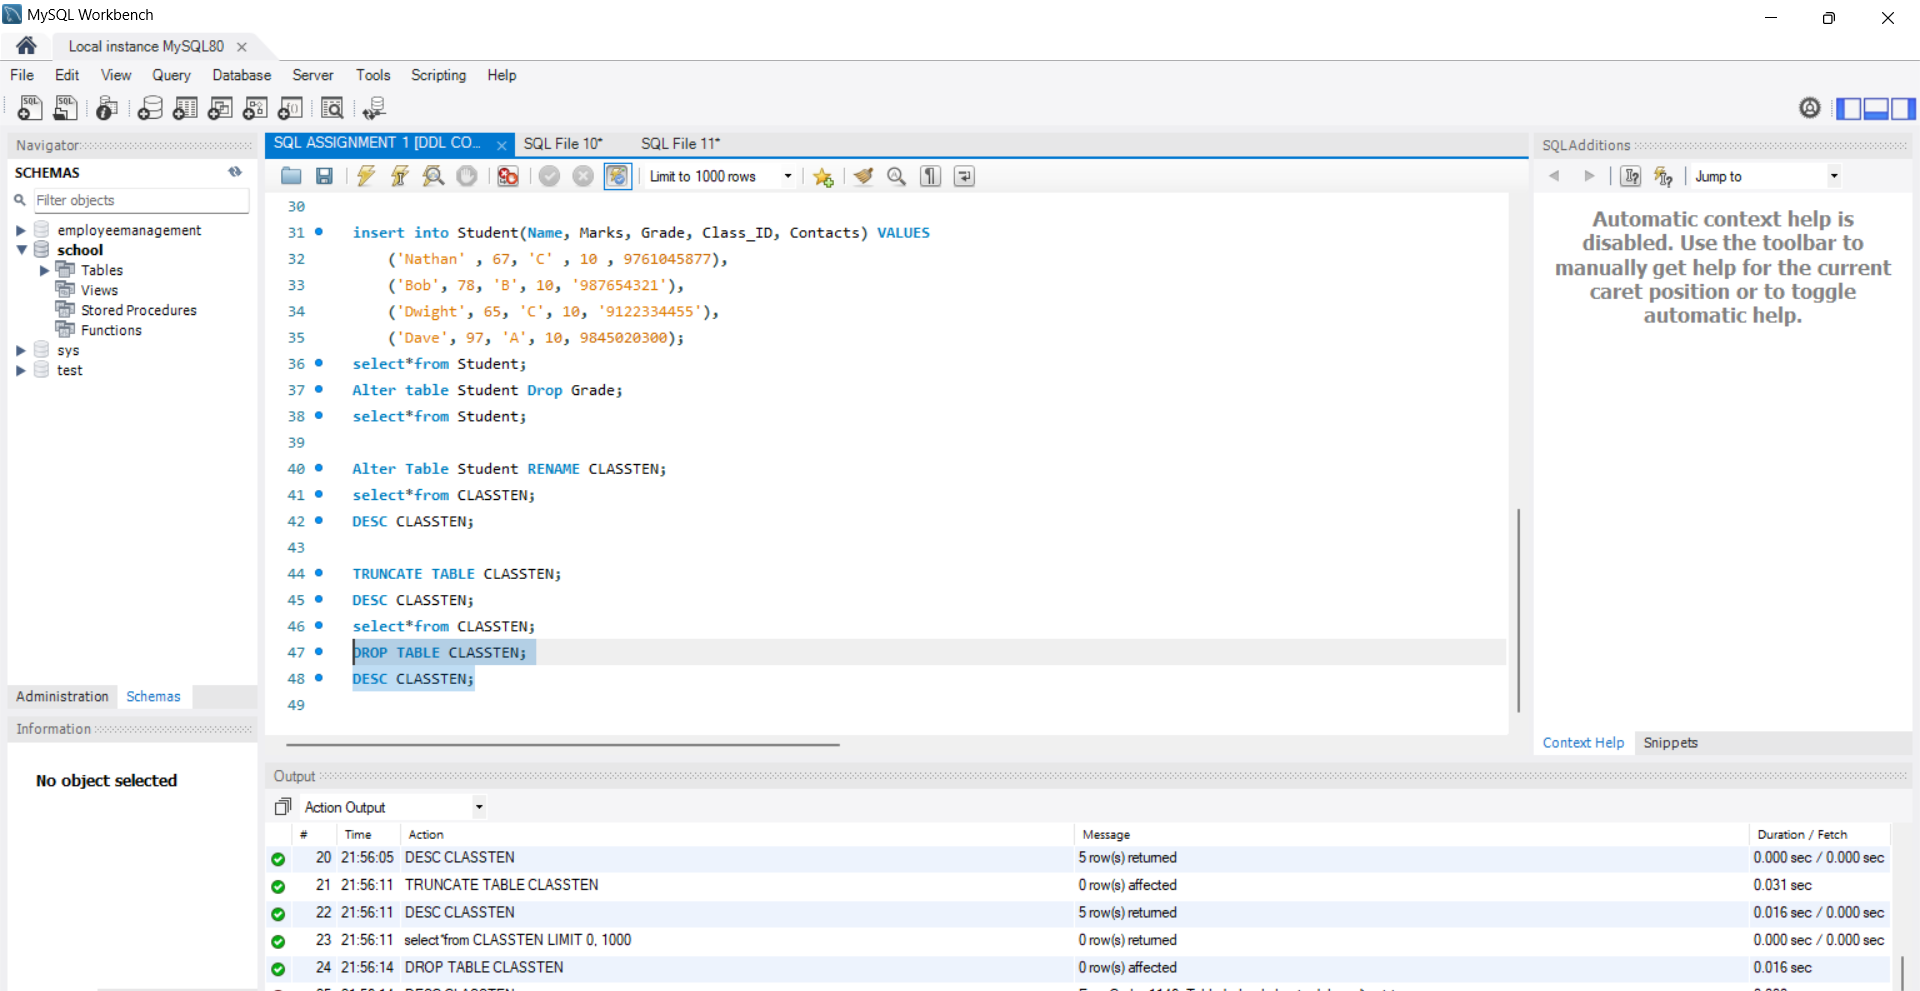 MySQL Workbench
Local instance MySQL80
File Edit View Query Database Server Tools Scripting Help
Navigator
SCHEMAS
Filter objects
employeemanagement
school
Tables
Views
Stored Procedures
Functions
sys
test
Administration Schemas
Information
No object selected
SQL ASSIGNMENT 1 [DDL CO... SQL File 10* SQL File 11*
Limit to 1000 rows
30
31 insert into Student(Name, Marks, Grade, Class_ID, Contacts) VALUES
32 ('Nathan' , 67, 'C' , 10 , 9761045877),
33 ('Bob', 78, 'B', 10, '987654321'),
34 ('Dwight', 65, 'C', 10, '9122334455'),
35 ('Dave', 97, 'A', 10, 9845020300);
36 select*from Student;
37 Alter table Student Drop Grade;
38 select*from Student;
39
40 Alter Table Student RENAME CLASSTEN;
41 select*from CLASSTEN;
42 DESC CLASSTEN;
43
44 TRUNCATE TABLE CLASSTEN;
45 DESC CLASSTEN;
46 select*from CLASSTEN;
47 DROP TABLE CLASSTEN;
48 DESC CLASSTEN;
49
SQLAdditions
Jump to
Automatic context help is
disabled. Use the toolbar to
manually get help for the current
caret position or to toggle
automatic help.
Context Help Snippets
Output
Action Output
# Time Action Message Duration / Fetch
20 21:56:05 DESC CLASSTEN 5 row(s) returned 0.000 sec / 0.000 sec
21 21:56:11 TRUNCATE TABLE CLASSTEN 0 row(s) affected 0.031 sec
22 21:56:11 DESC CLASSTEN 5 row(s) returned 0.016 sec / 0.000 sec
23 21:56:11 select*from CLASSTEN LIMIT 0, 1000 0 row(s) returned 0.000 sec / 0.000 sec
24 21:56:14 DROP TABLE CLASSTEN 0 row(s) affected 0.016 sec